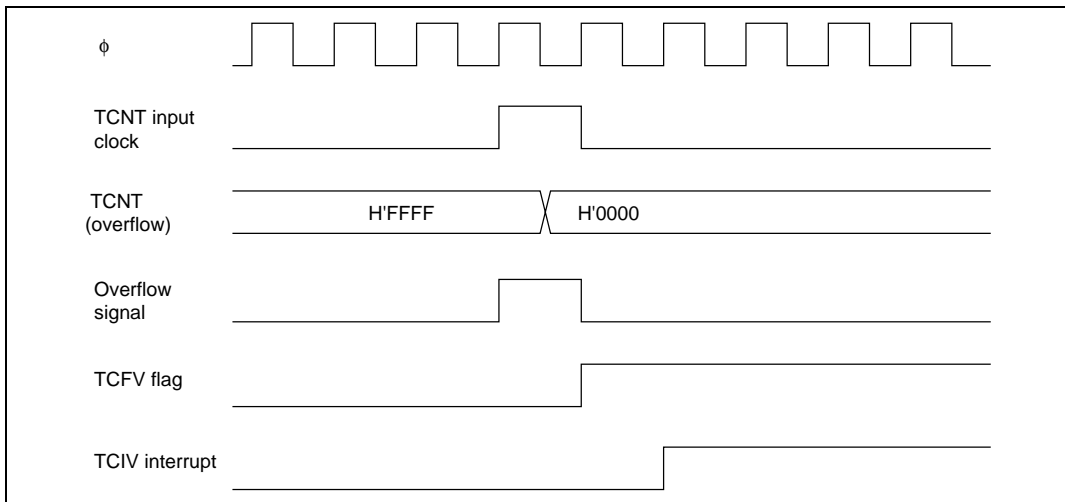 ϕ
TCNT input
clock
TCNT
(overflow)
H'FFFF
H'0000
Overflow
signal
TCFV flag
TCIV interrupt